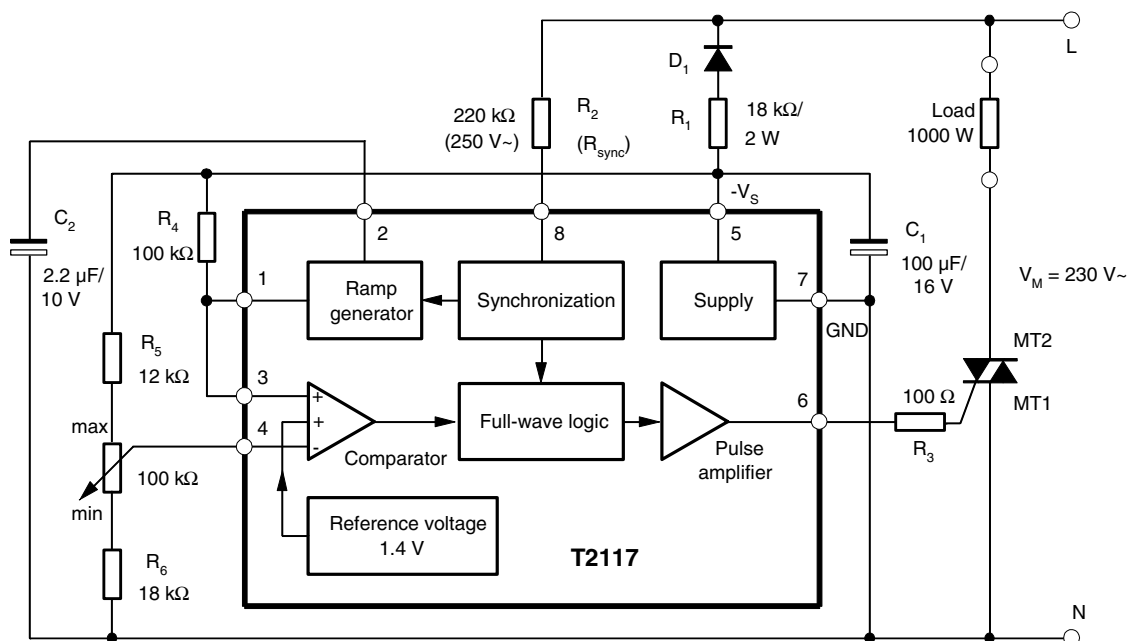 L
D₁
220 kΩ
(250 V~)
R₂
(Rsync)
R₁
18 kΩ/
2 W
Load
1000 W
-VS
C₂
2.2 µF/
10 V
R₄
100 kΩ
2
8
5
C₁
100 µF/
16 V
VM = 230 V~
1
Ramp
generator
Synchronization
Supply
7
GND
R₅
12 kΩ
MT2
MT1
3
+
+
-
4
Comparator
Full-wave logic
Pulse
amplifier
6
100 Ω
R₃
max
100 kΩ
min
Reference voltage
1.4 V
T2117
R₆
18 kΩ
N